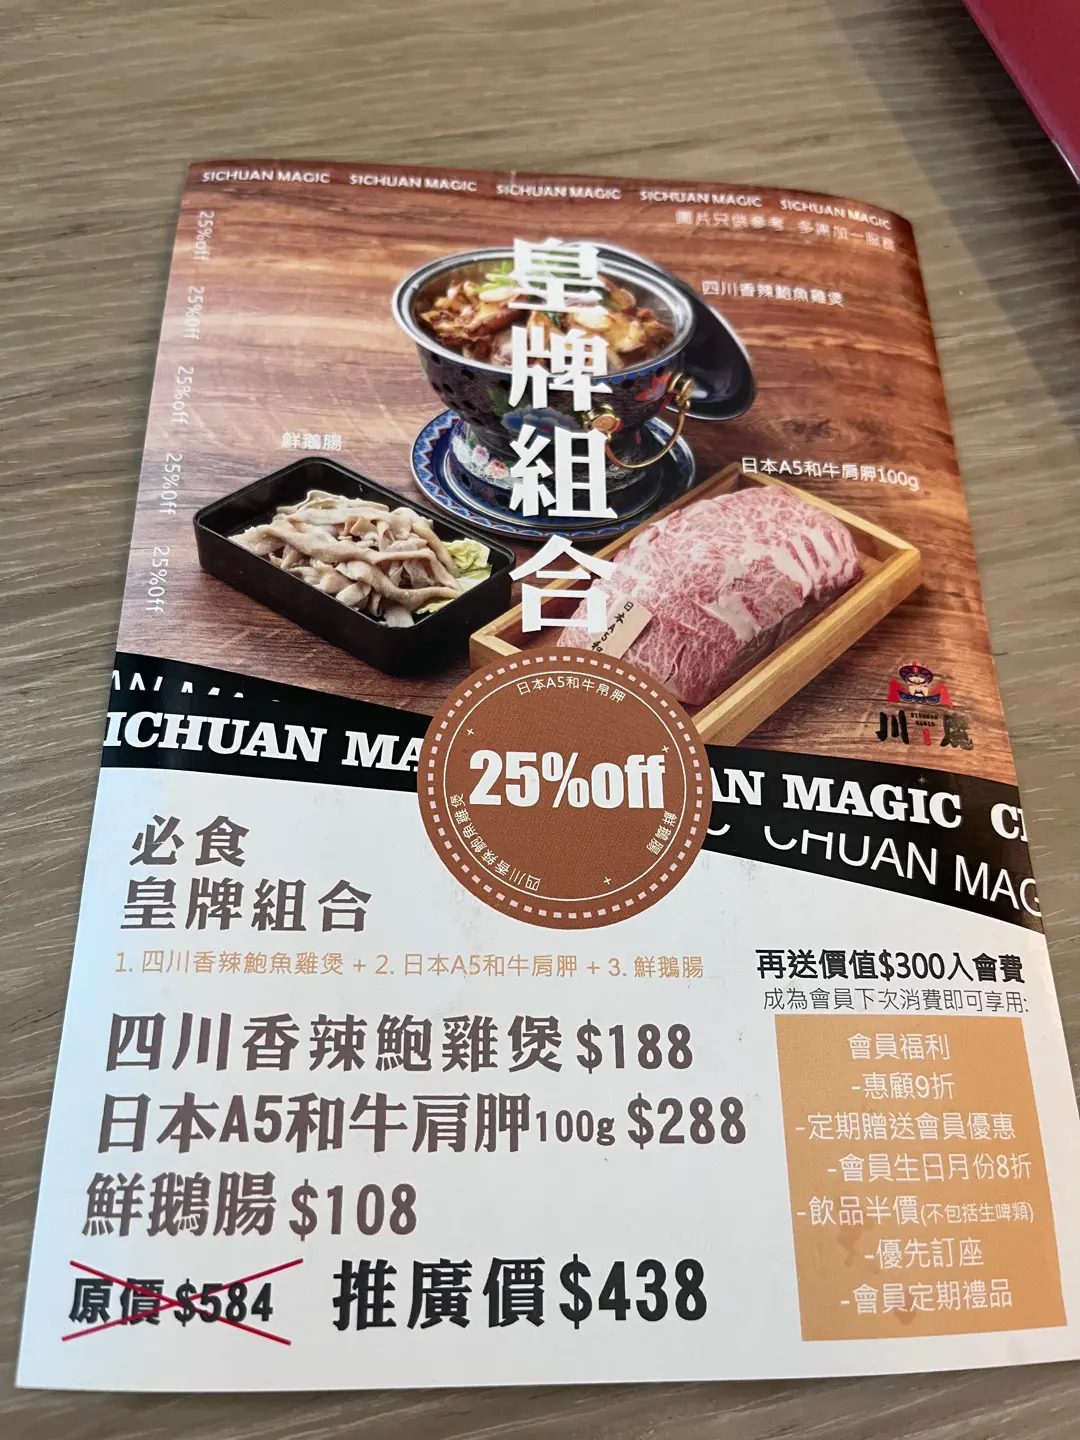 SICHUAN MAGIC SICHUAN MAGIC SICHUAN MAGIC SICHUAN MAGIC SICHUAN MAGIC
圖片只供參考 多謝加一服務
25%off
25%off
25%off
25%off
25%off
皇牌組合
四川香辣鮑魚雞煲
鮮鵝腸
日本A5和牛肩胛100g
日本A5和
SICHUAN MAGIC
川魔
ICHUAN MA
AN MAGIC
CHUAN MAG
日本A5和牛肩胛
25%off
四川香辣鮑魚雞煲
鮮鵝腸
必食
皇牌組合
1. 四川香辣鮑魚雞煲 + 2. 日本A5和牛肩胛 + 3. 鮮鵝腸
四川香辣鮑雞煲 $188
日本A5和牛肩胛100g $288
鮮鵝腸 $108
原價 $584
推廣價 $438
再送價值$300入會費
成為會員下次消費即可享用:
會員福利
-惠顧9折
-定期贈送會員優惠
-會員生日月份8折
-飲品半價(不包括生啤類)
-優先訂座
-會員定期禮品